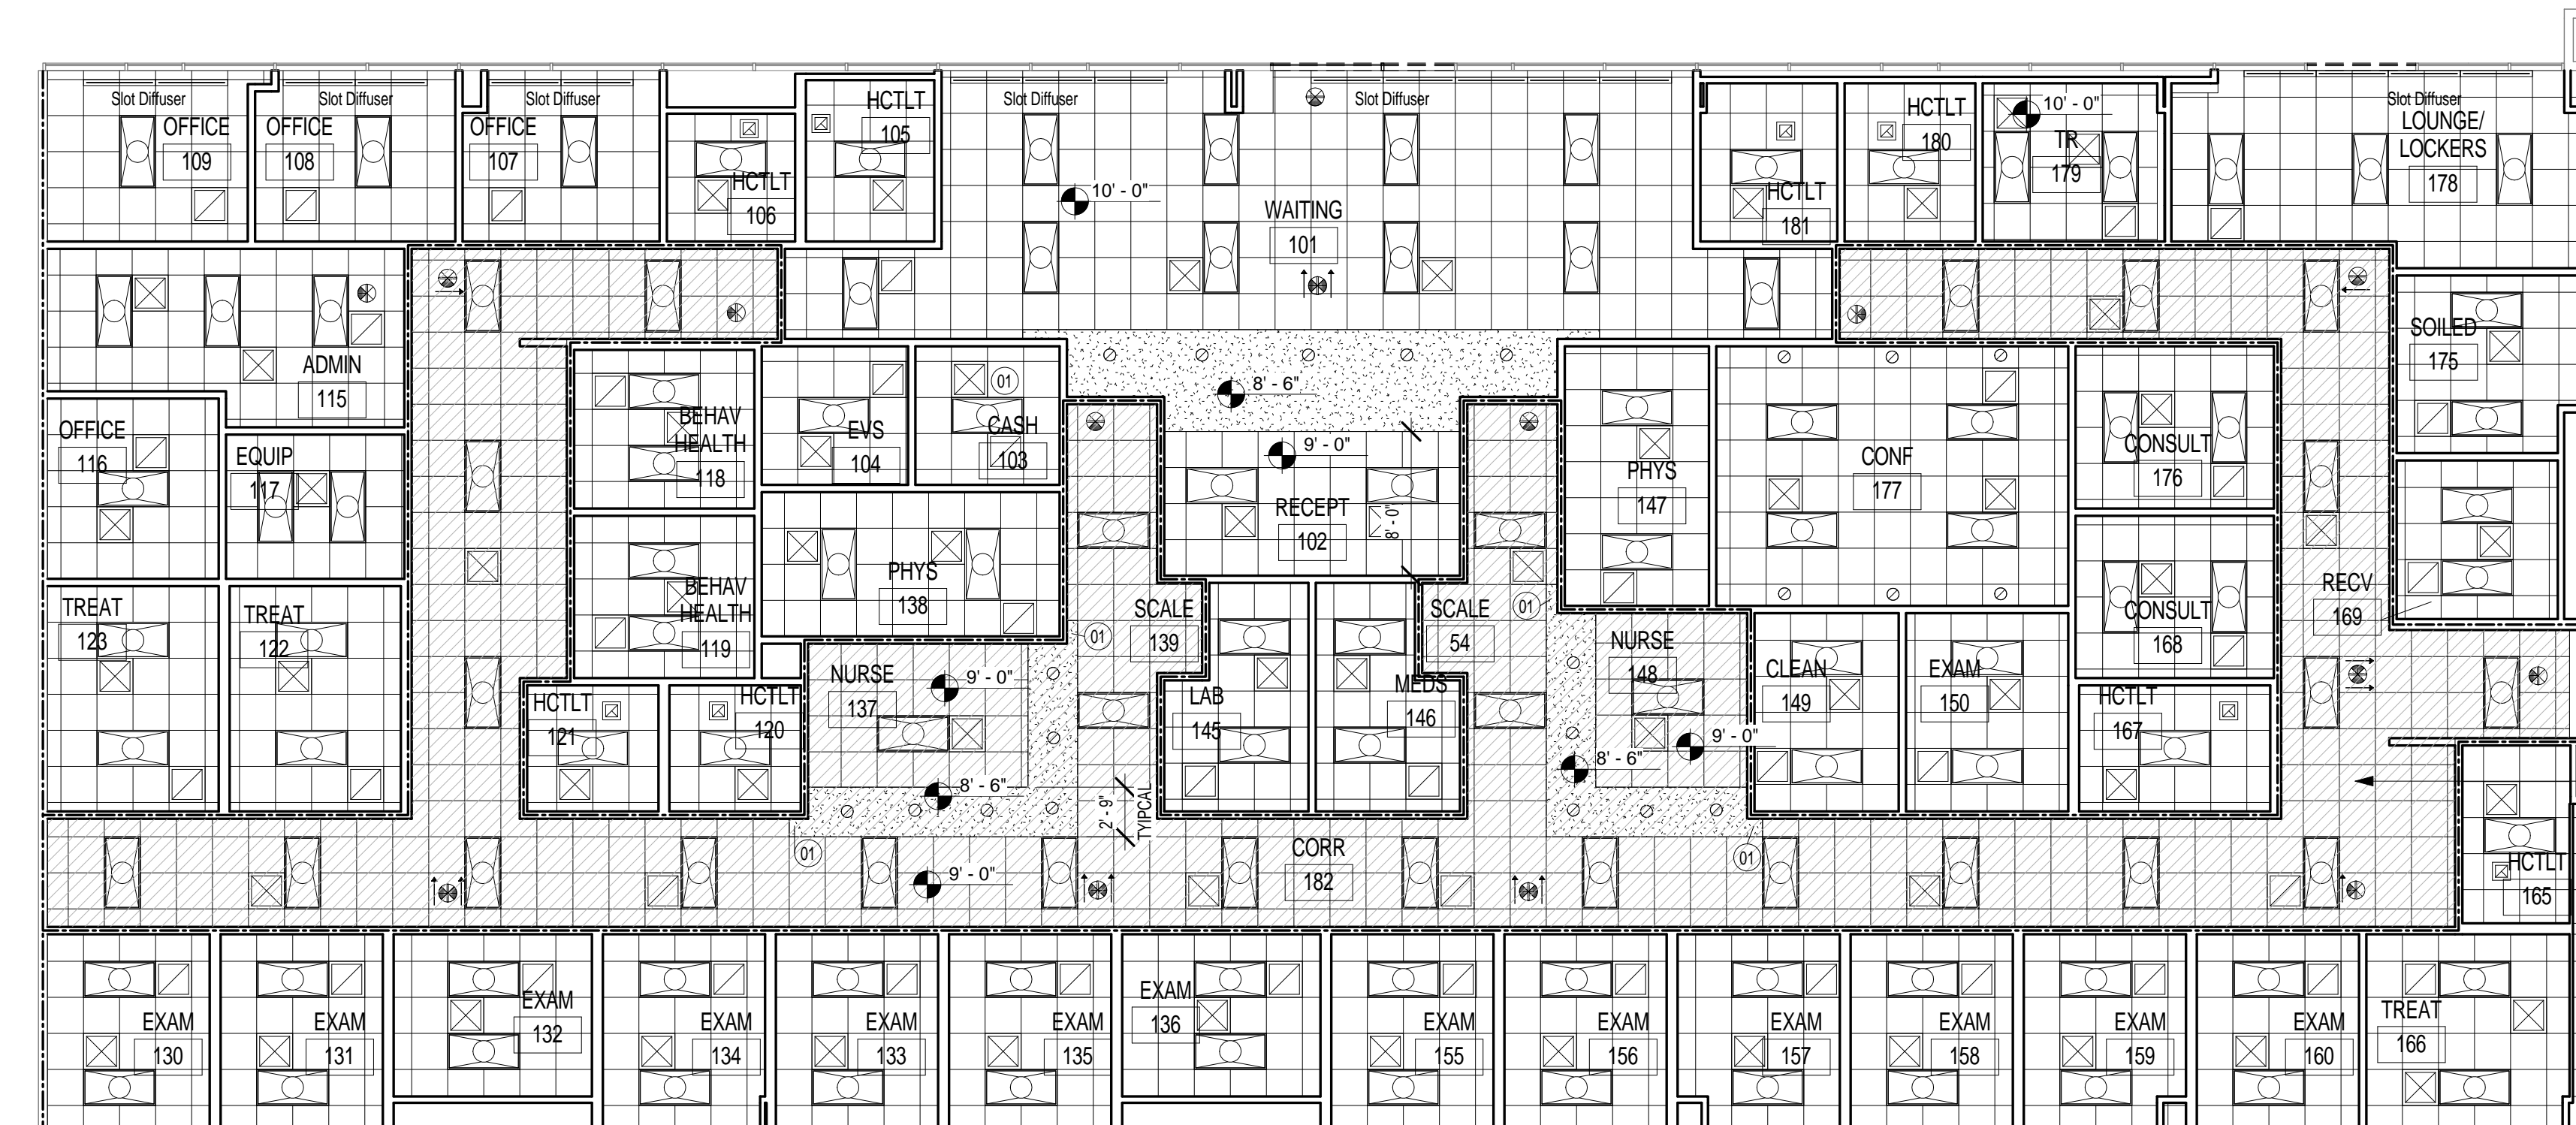 Slot Diffuser
Slot Diffuser
Slot Diffuser
Slot Diffuser
Slot Diffuser
Slot Diffuser
OFFICE
109
OFFICE
108
OFFICE
107
HCTLT
106
HCTLT
105
10' - 0"
WAITING
101
HCTLT
181
HCTLT
180
10' - 0"
TR
179
LOUNGE/
LOCKERS
178
ADMIN
115
OFFICE
116
EQUIP
117
BEHAV
HEALTH
118
EVS
104
01
CASH
103
8' - 6"
9' - 0"
RECEPT
102
8' - 0"
PHYS
147
CONF
177
CONSULT
176
SOILED
175
TREAT
123
TREAT
122
BEHAV
HEALTH
119
PHYS
138
01
SCALE
139
SCALE
54
01
CONSULT
168
RECV
169
HCTLT
121
HCTLT
120
NURSE
137
9' - 0"
8' - 6"
LAB
145
MEDS
146
NURSE
148
9' - 0"
8' - 6"
CLEAN
149
EXAM
150
HCTLT
167
2' - 9"
TYIPICAL
01
9' - 0"
CORR
182
01
HCTLT
165
EXAM
130
EXAM
131
EXAM
132
EXAM
134
EXAM
133
EXAM
135
EXAM
136
EXAM
155
EXAM
156
EXAM
157
EXAM
158
EXAM
159
EXAM
160
TREAT
166